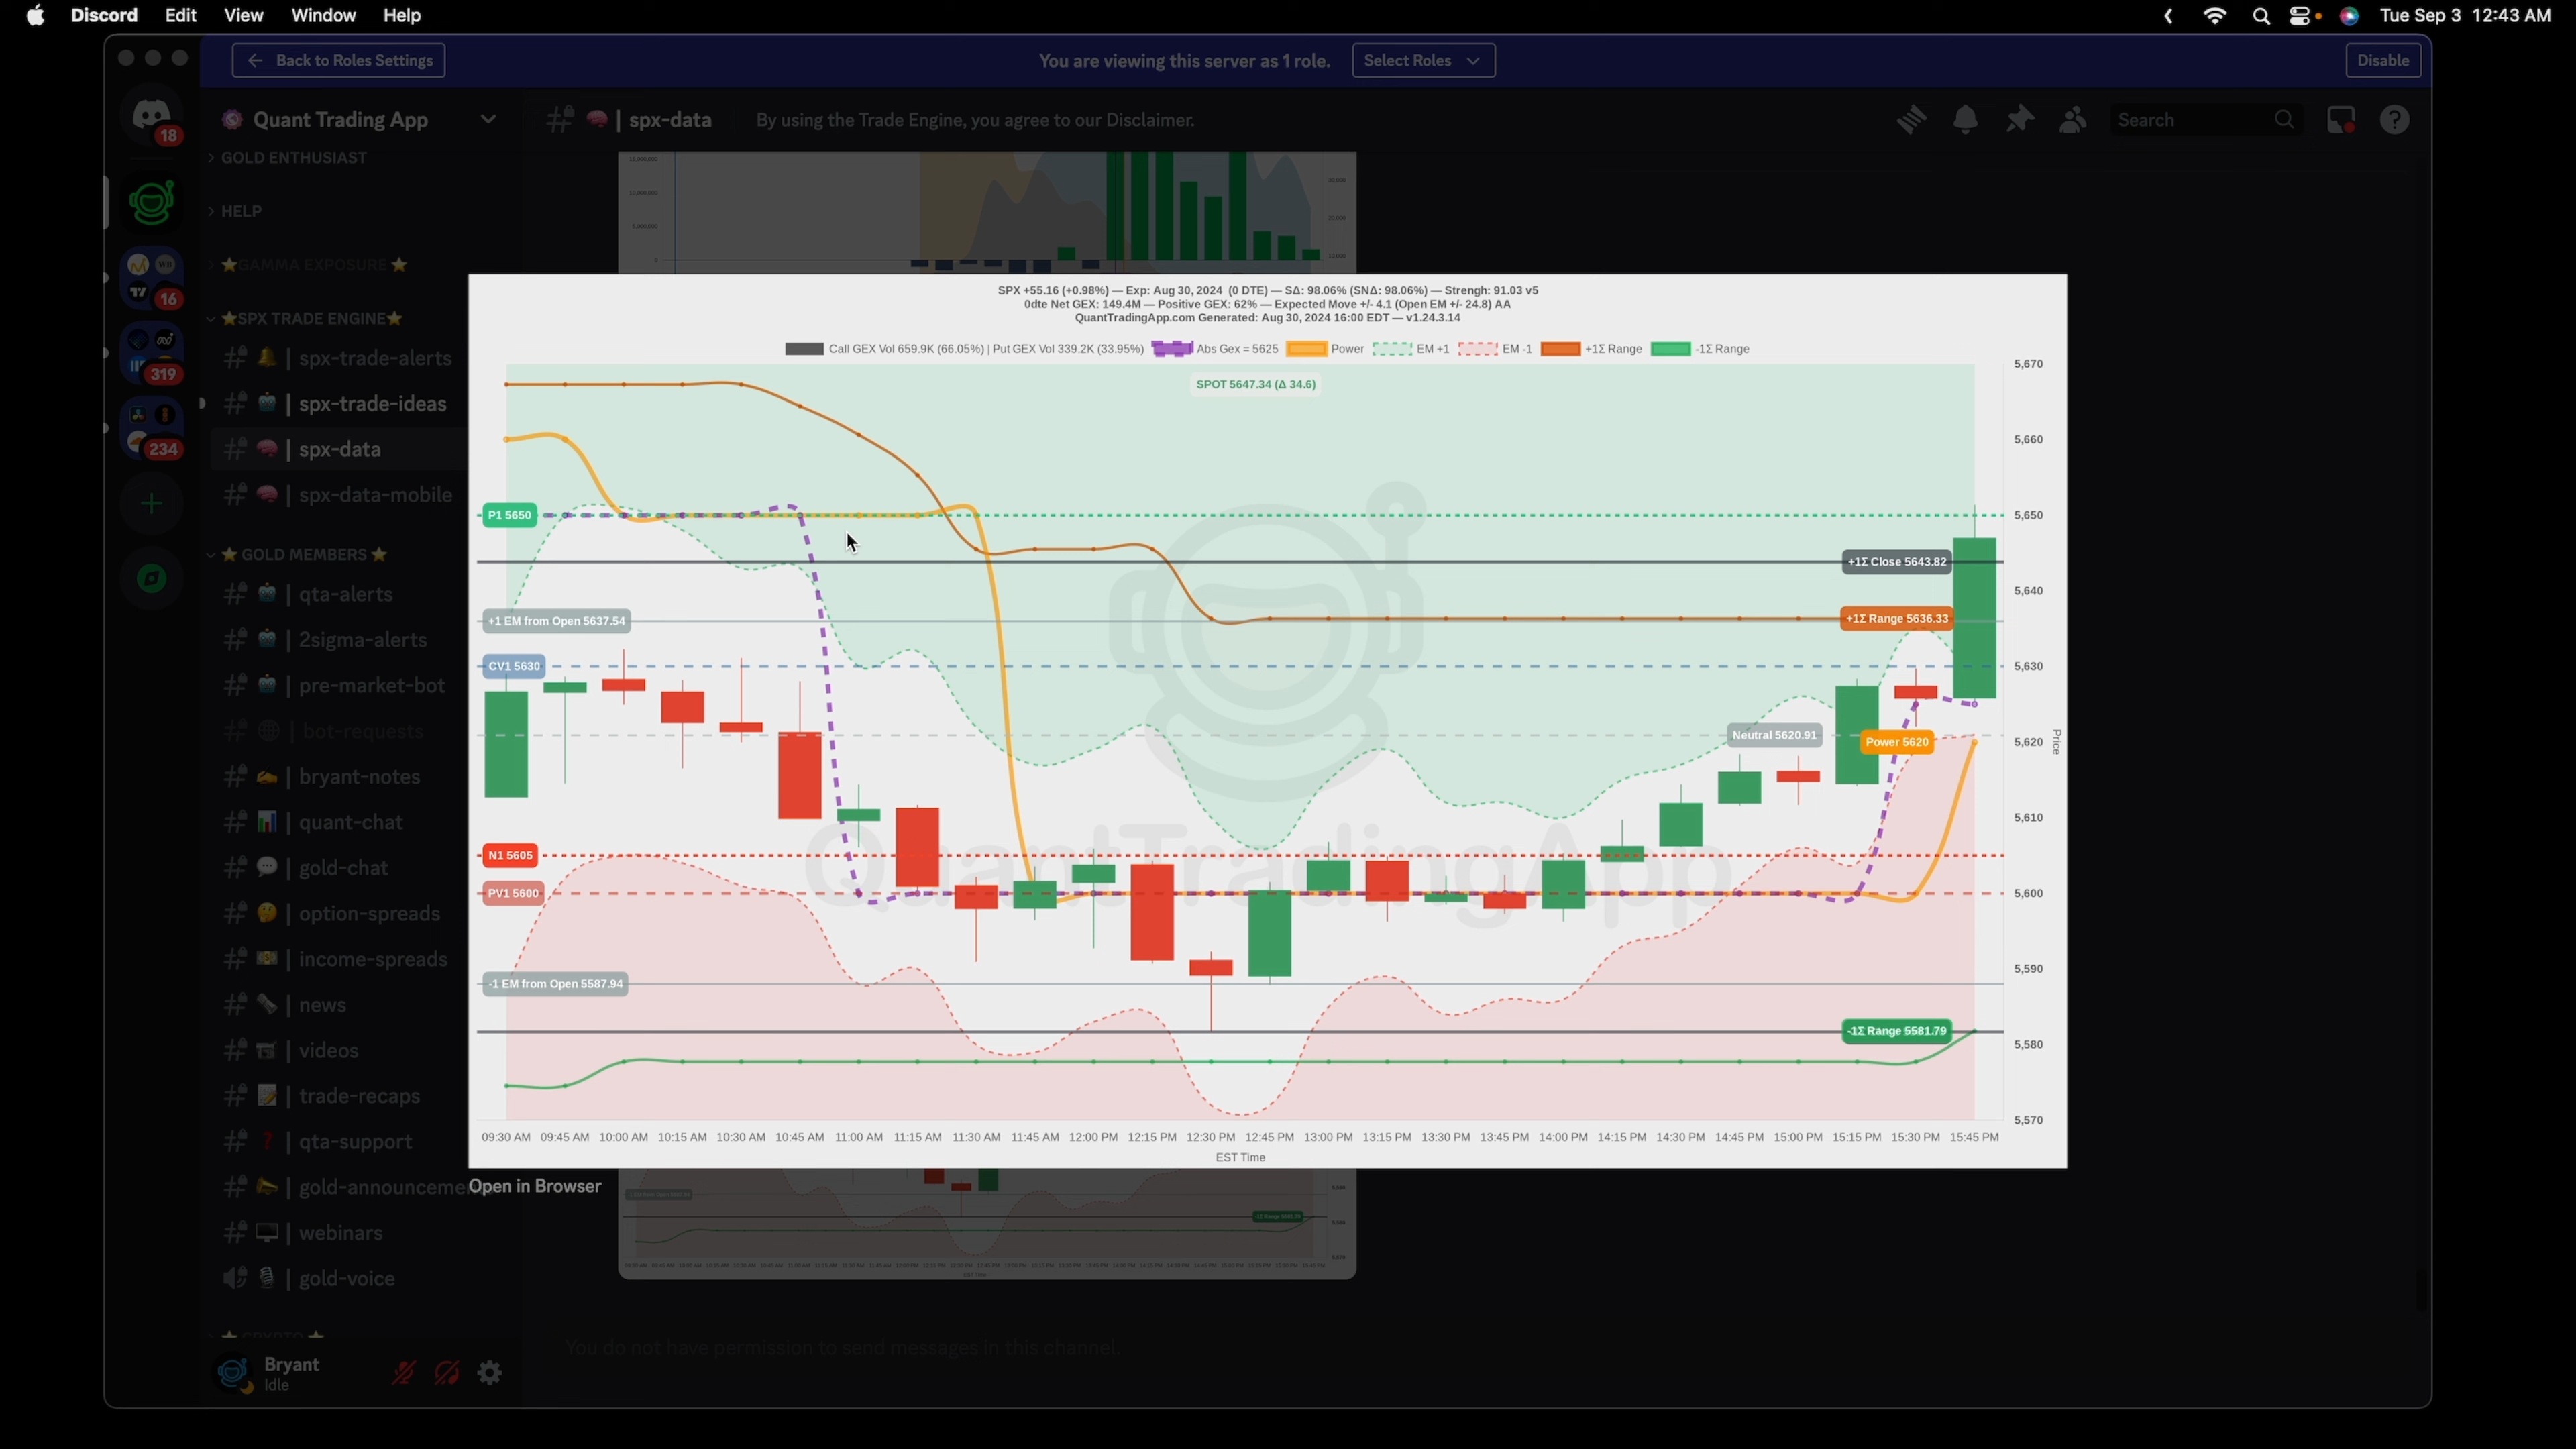 Discord Edit View Window Help
Tue Sep 3 12:43 AM
Back to Roles Settings
You are viewing this server as 1 role.
Select Roles
Disable
18
16
319
234
Quant Trading App
GOLD ENTHUSIAST
HELP
⭐GAMMA EXPOSURE ⭐
⭐SPX TRADE ENGINE⭐
# 🔔 | spx-trade-alerts
# 🤖 | spx-trade-ideas
# 🧠 | spx-data
# 🧠 | spx-data-mobile
⭐ GOLD MEMBERS ⭐
# 🤖 | qta-alerts
# 🤖 | 2sigma-alerts
# 🤖 | pre-market-bot
# 🌐 | bot-requests
# ✍️ | bryant-notes
# 📊 | quant-chat
# 💬 | gold-chat
# 🤔 | option-spreads
# 💵 | income-spreads
# 🗞️ | news
# 📽️ | videos
# 📝 | trade-recaps
# ❓ | qta-support
# 📣 | gold-announcemen
# 🖥️ | webinars
🎙️ | gold-voice
⭐ CRYPTO ⭐
Bryant
Idle
# 🧠 | spx-data
By using the Trade Engine, you agree to our Disclaimer.
Search
SPX +55.16 (+0.98%) — Exp: Aug 30, 2024 (0 DTE) — SΔ: 98.06% (SNΔ: 98.06%) — Strengh: 91.03 v5
0dte Net GEX: 149.4M — Positive GEX: 62% — Expected Move +/- 4.1 (Open EM +/- 24.8) AA
QuantTradingApp.com Generated: Aug 30, 2024 16:00 EDT — v1.24.3.14
Call GEX Vol 659.9K (66.05%) | Put GEX Vol 339.2K (33.95%) Abs Gex = 5625 Power EM +1 EM -1 +1Σ Range -1Σ Range
SPOT 5647.34 (Δ 34.6)
P1 5650
+1Σ Close 5643.82
+1 EM from Open 5637.54
+1Σ Range 5636.33
CV1 5630
Neutral 5620.91
Power 5620
N1 5605
PV1 5600
-1 EM from Open 5587.94
-1Σ Range 5581.79
QuantTradingApp
5,670
5,660
5,650
5,640
5,630
5,620
5,610
5,600
5,590
5,580
5,570
Price
09:30 AM 09:45 AM 10:00 AM 10:15 AM 10:30 AM 10:45 AM 11:00 AM 11:15 AM 11:30 AM 11:45 AM 12:00 PM 12:15 PM 12:30 PM 12:45 PM 13:00 PM 13:15 PM 13:30 PM 13:45 PM 14:00 PM 14:15 PM 14:30 PM 14:45 PM 15:00 PM 15:15 PM 15:30 PM 15:45 PM
EST Time
Open in Browser
You do not have permission to send messages in this channel.